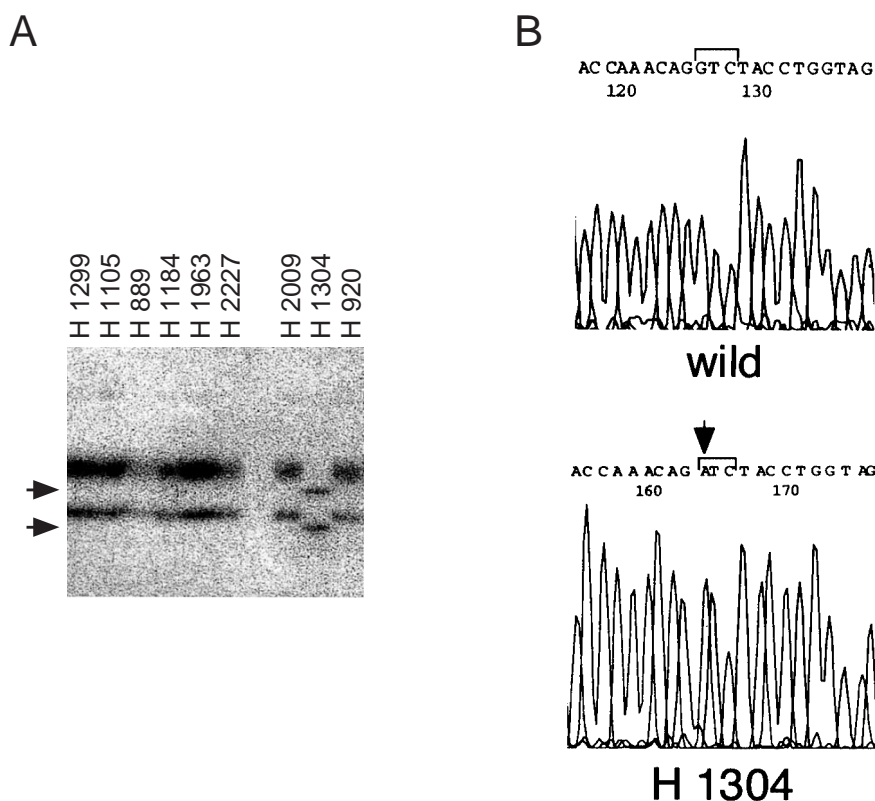 A
H 1299
H 1105
H 889
H 1184
H 1963
H 2227
H 2009
H 1304
H 920
B
ACCAAACAGGTCTACCTGGTAG
120 130
wild
ACCAAACAGATCTACCTGGTAG
160 170
H 1304